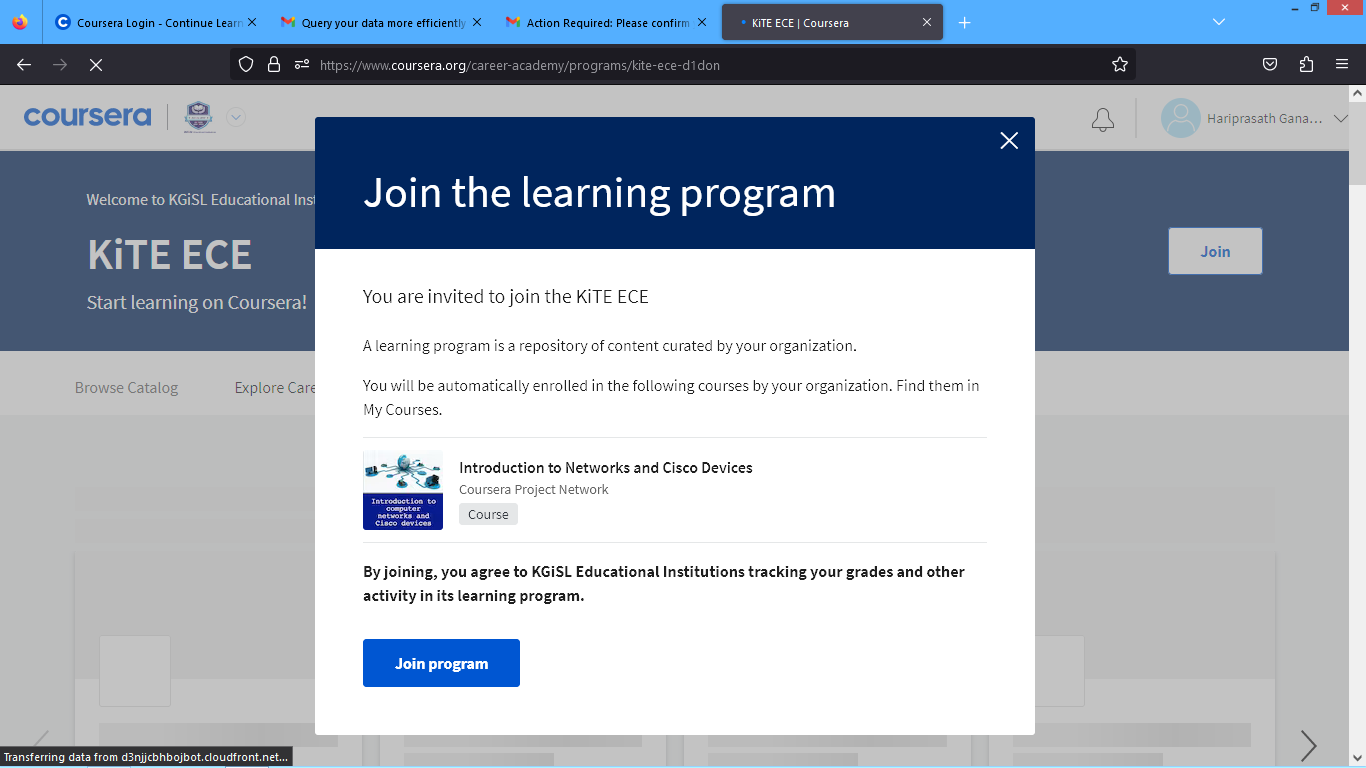 Coursera Login - Continue Learn
Query your data more efficiently
Action Required: Please confirm
KiTE ECE | Coursera
https://www.coursera.org/career-academy/programs/kite-ece-d1don
coursera
Hariprasath Gana...
Welcome to KGiSL Educational Inst
KiTE ECE
Start learning on Coursera!
Join
Browse Catalog
Explore Care
Join the learning program
You are invited to join the KiTE ECE
A learning program is a repository of content curated by your organization.
You will be automatically enrolled in the following courses by your organization. Find them in
My Courses.
Introduction to
computer
networks and
Cisco devices
Introduction to Networks and Cisco Devices
Coursera Project Network
Course
By joining, you agree to KGiSL Educational Institutions tracking your grades and other
activity in its learning program.
Join program
Transferring data from d3njjcbhbojbot.cloudfront.net...